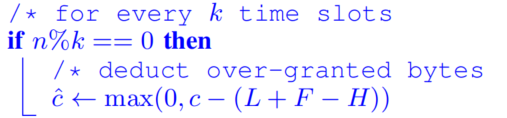 /* for every k time slots
if n%k == 0 then
/* deduct over-granted bytes
ĉ ← max(0, c − (L + F − H))